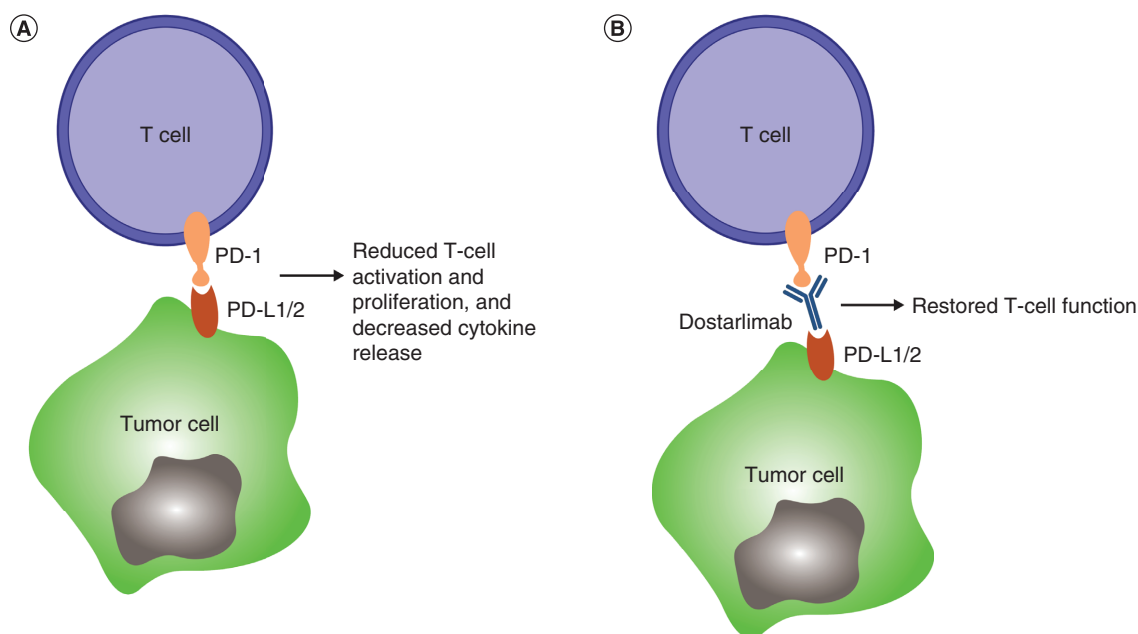 A
T cell
PD-1
PD-L1/2
Reduced T-cell
activation and
proliferation, and
decreased cytokine
release
Tumor cell
B
T cell
PD-1
Dostarlimab
Restored T-cell function
PD-L1/2
Tumor cell